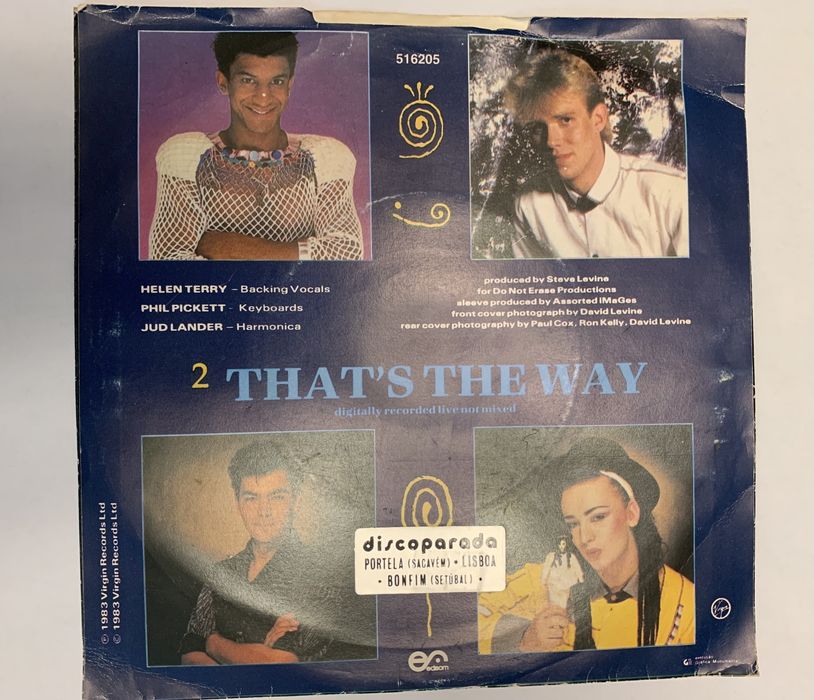 516205
HELEN TERRY – Backing Vocals
PHIL PICKETT - Keyboards
JUD LANDER – Harmonica
produced by Steve Levine
for Do Not Erase Productions
sleeve produced by Assorted iMaGes
front cover photograph by David Levine
rear cover photography by Paul Cox, Ron Kelly, David Levine
2 THAT'S THE WAY
digitally recorded live not mixed
℗ 1983 Virgin Records Ltd
© 1983 Virgin Records Ltd
discoparada
PORTELA (SACAVÉM) • LISBOA
• BONFIM (SETÚBAL) •
edisom
Virgin